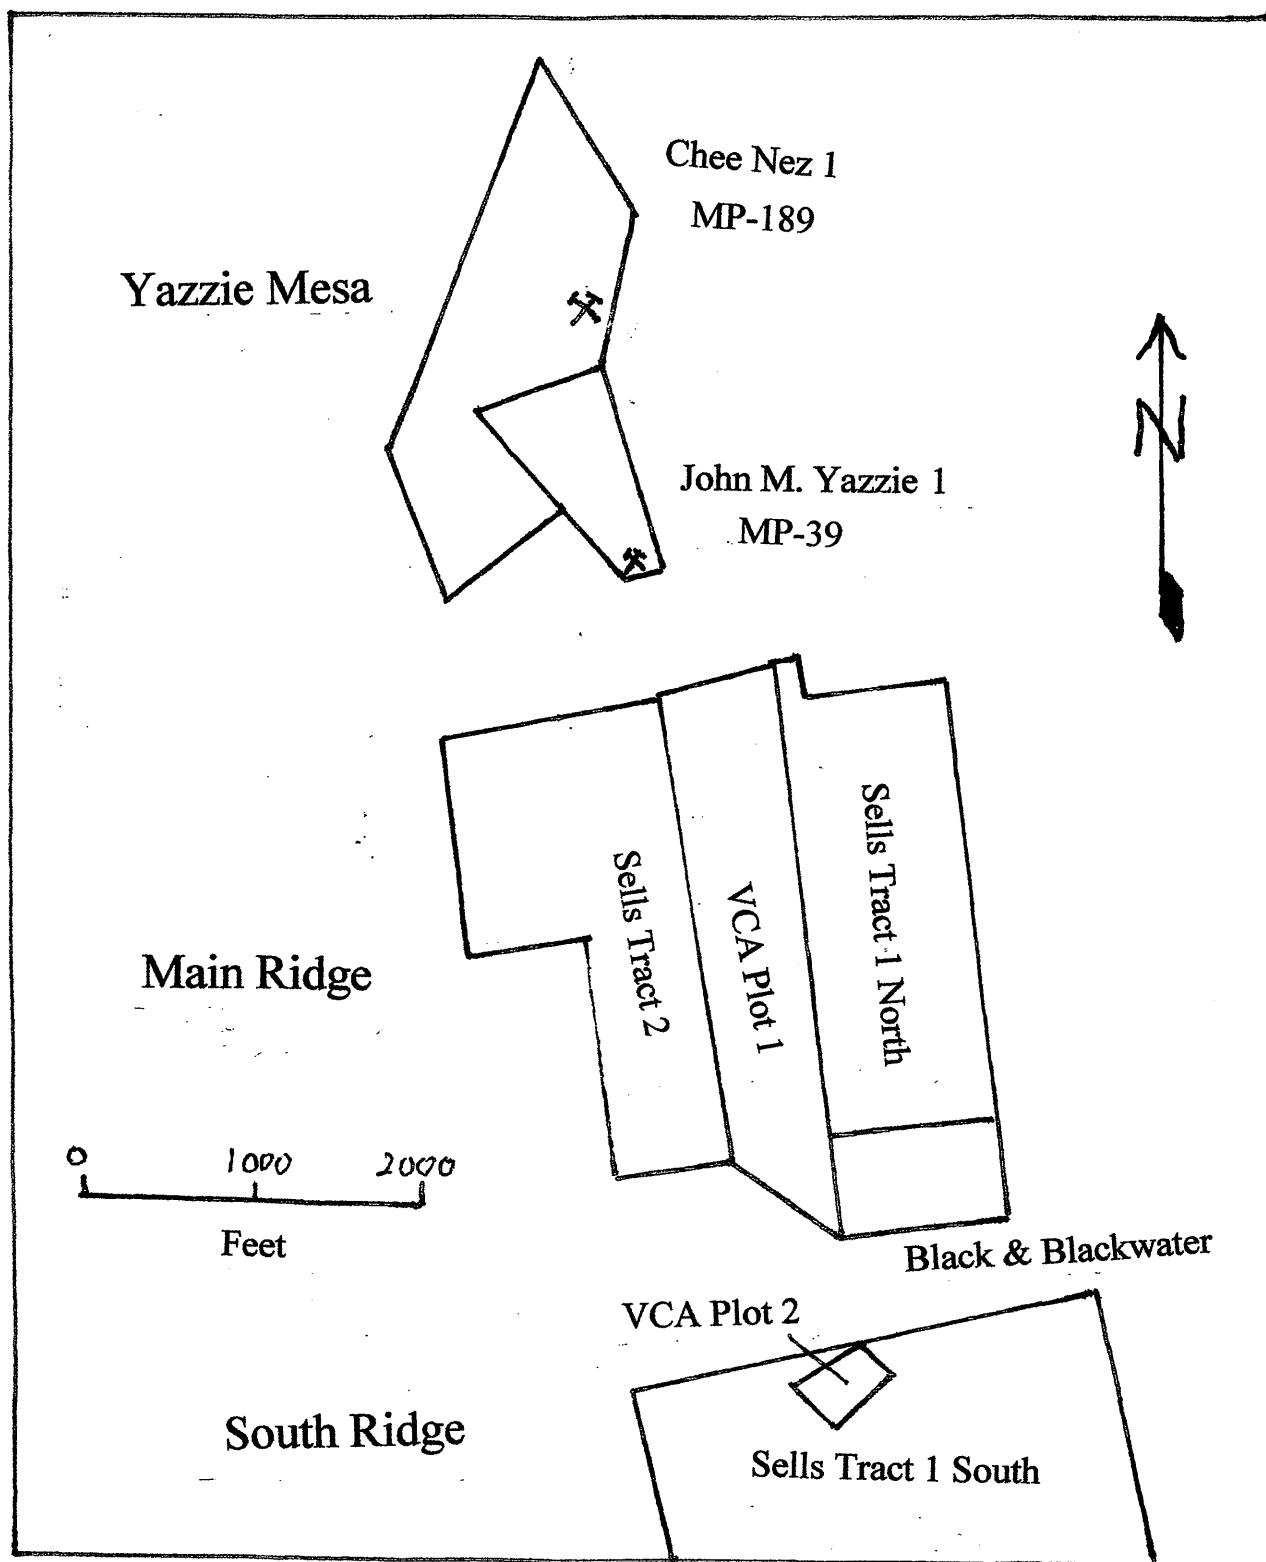 Chee Nez 1
MP-189
Yazzie Mesa
N
John M. Yazzie 1
MP-39
Sells Tract 1 North
Sells Tract 2
VCA Plot 1
Main Ridge
0 1000 2000
Feet
Black & Blackwater
VCA Plot 2
South Ridge
Sells Tract 1 South